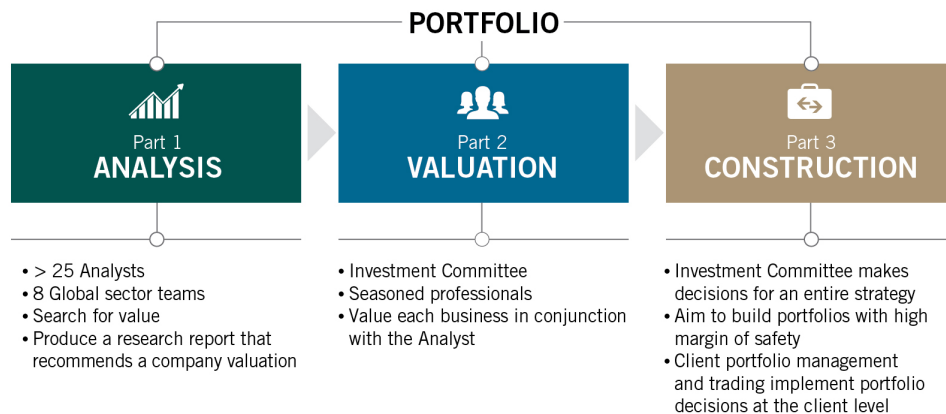 PORTFOLIO
Part 1
ANALYSIS
• > 25 Analysts
• 8 Global sector teams
• Search for value
• Produce a research report that
recommends a company valuation
Part 2
VALUATION
• Investment Committee
• Seasoned professionals
• Value each business in conjunction
with the Analyst
Part 3
CONSTRUCTION
• Investment Committee makes
decisions for an entire strategy
• Aim to build portfolios with high
margin of safety
• Client portfolio management
and trading implement portfolio
decisions at the client level